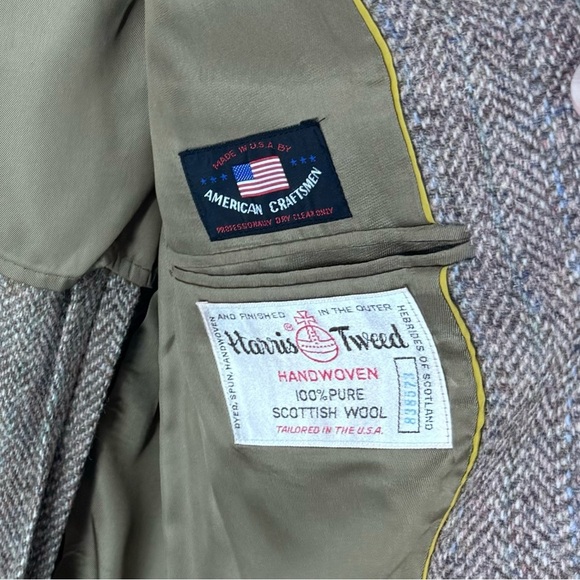 MADE IN U.S.A. BY
AMERICAN CRAFTSMEN
PROFESSIONALLY DRY CLEAN ONLY
DYED, SPUN, HANDWOVEN AND FINISHED IN THE OUTER HEBRIDES OF SCOTLAND
®
Harris Tweed
HANDWOVEN
100% PURE
SCOTTISH WOOL
TAILORED IN THE U.S.A.